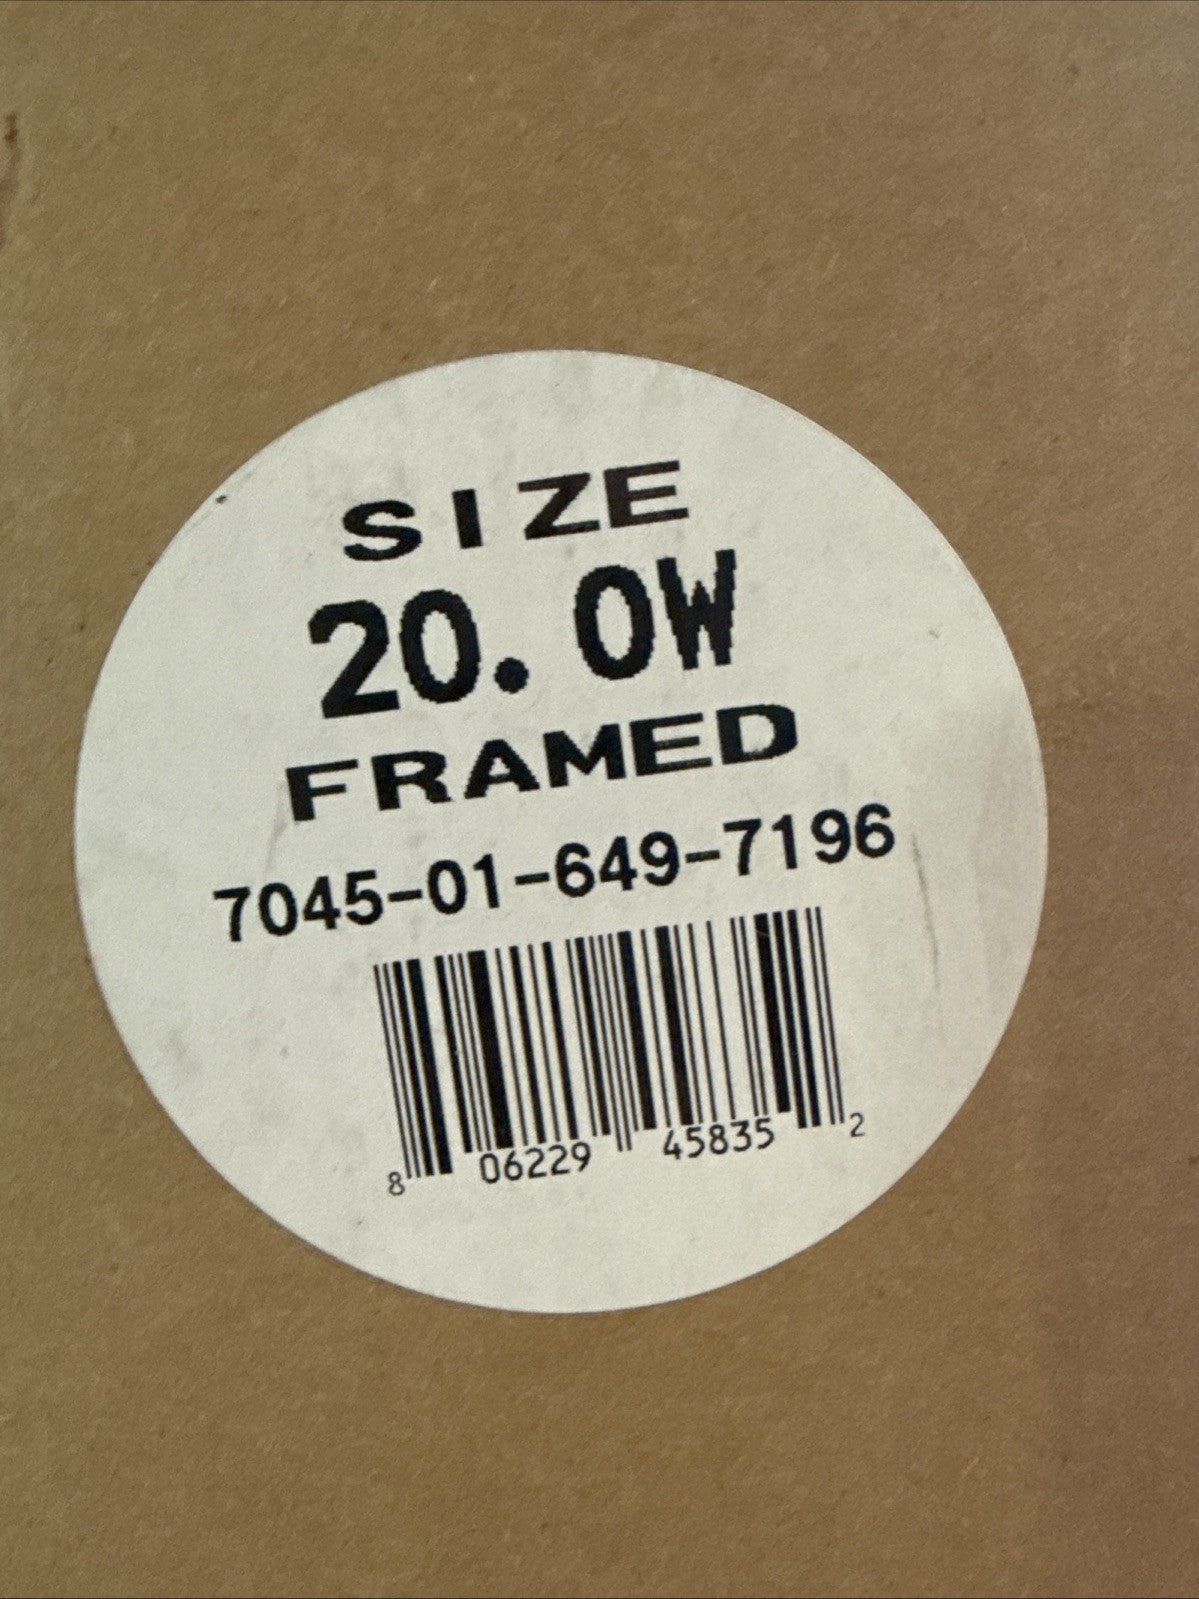 SIZE
20.0W
FRAMED
7045-01-649-7196
8 06229 45835 2